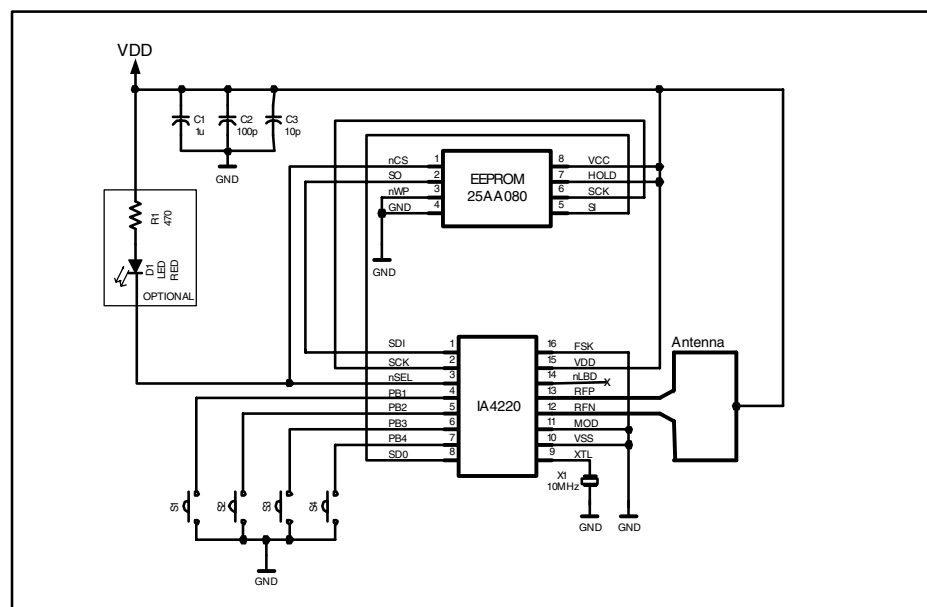 VDD
C1
1u
C2
100p
C3
10p
GND
R1
470
D1
LED
RED
OPTIONAL
nCS
SO
nWP
GND
1
2
3
4
EEPROM
25AA080
8
7
6
5
VCC
HOLD
SCK
SI
GND
SDI
SCK
nSEL
PB1
PB2
PB3
PB4
SD0
1
2
3
4
5
6
7
8
IA4220
16
15
14
13
12
11
10
9
FSK
VDD
nLBD
RFP
RFN
MOD
VSS
XTL
Antenna
X1
10MHz
GND
GND
S1
S2
S3
S4
GND